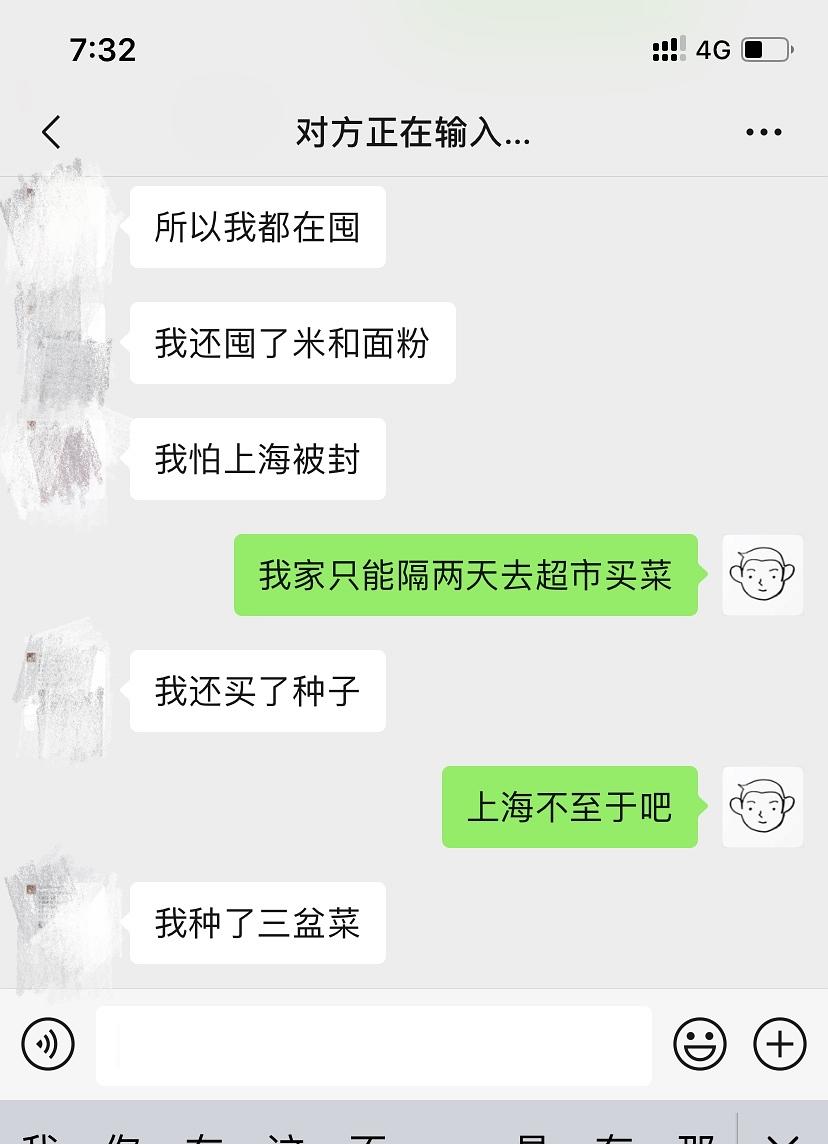 7:32
4G
对方正在输入...
所以我都在囤
我还囤了米和面粉
我怕上海被封
我家只能隔两天去超市买菜
我还买了种子
上海不至于吧
我种了三盆菜